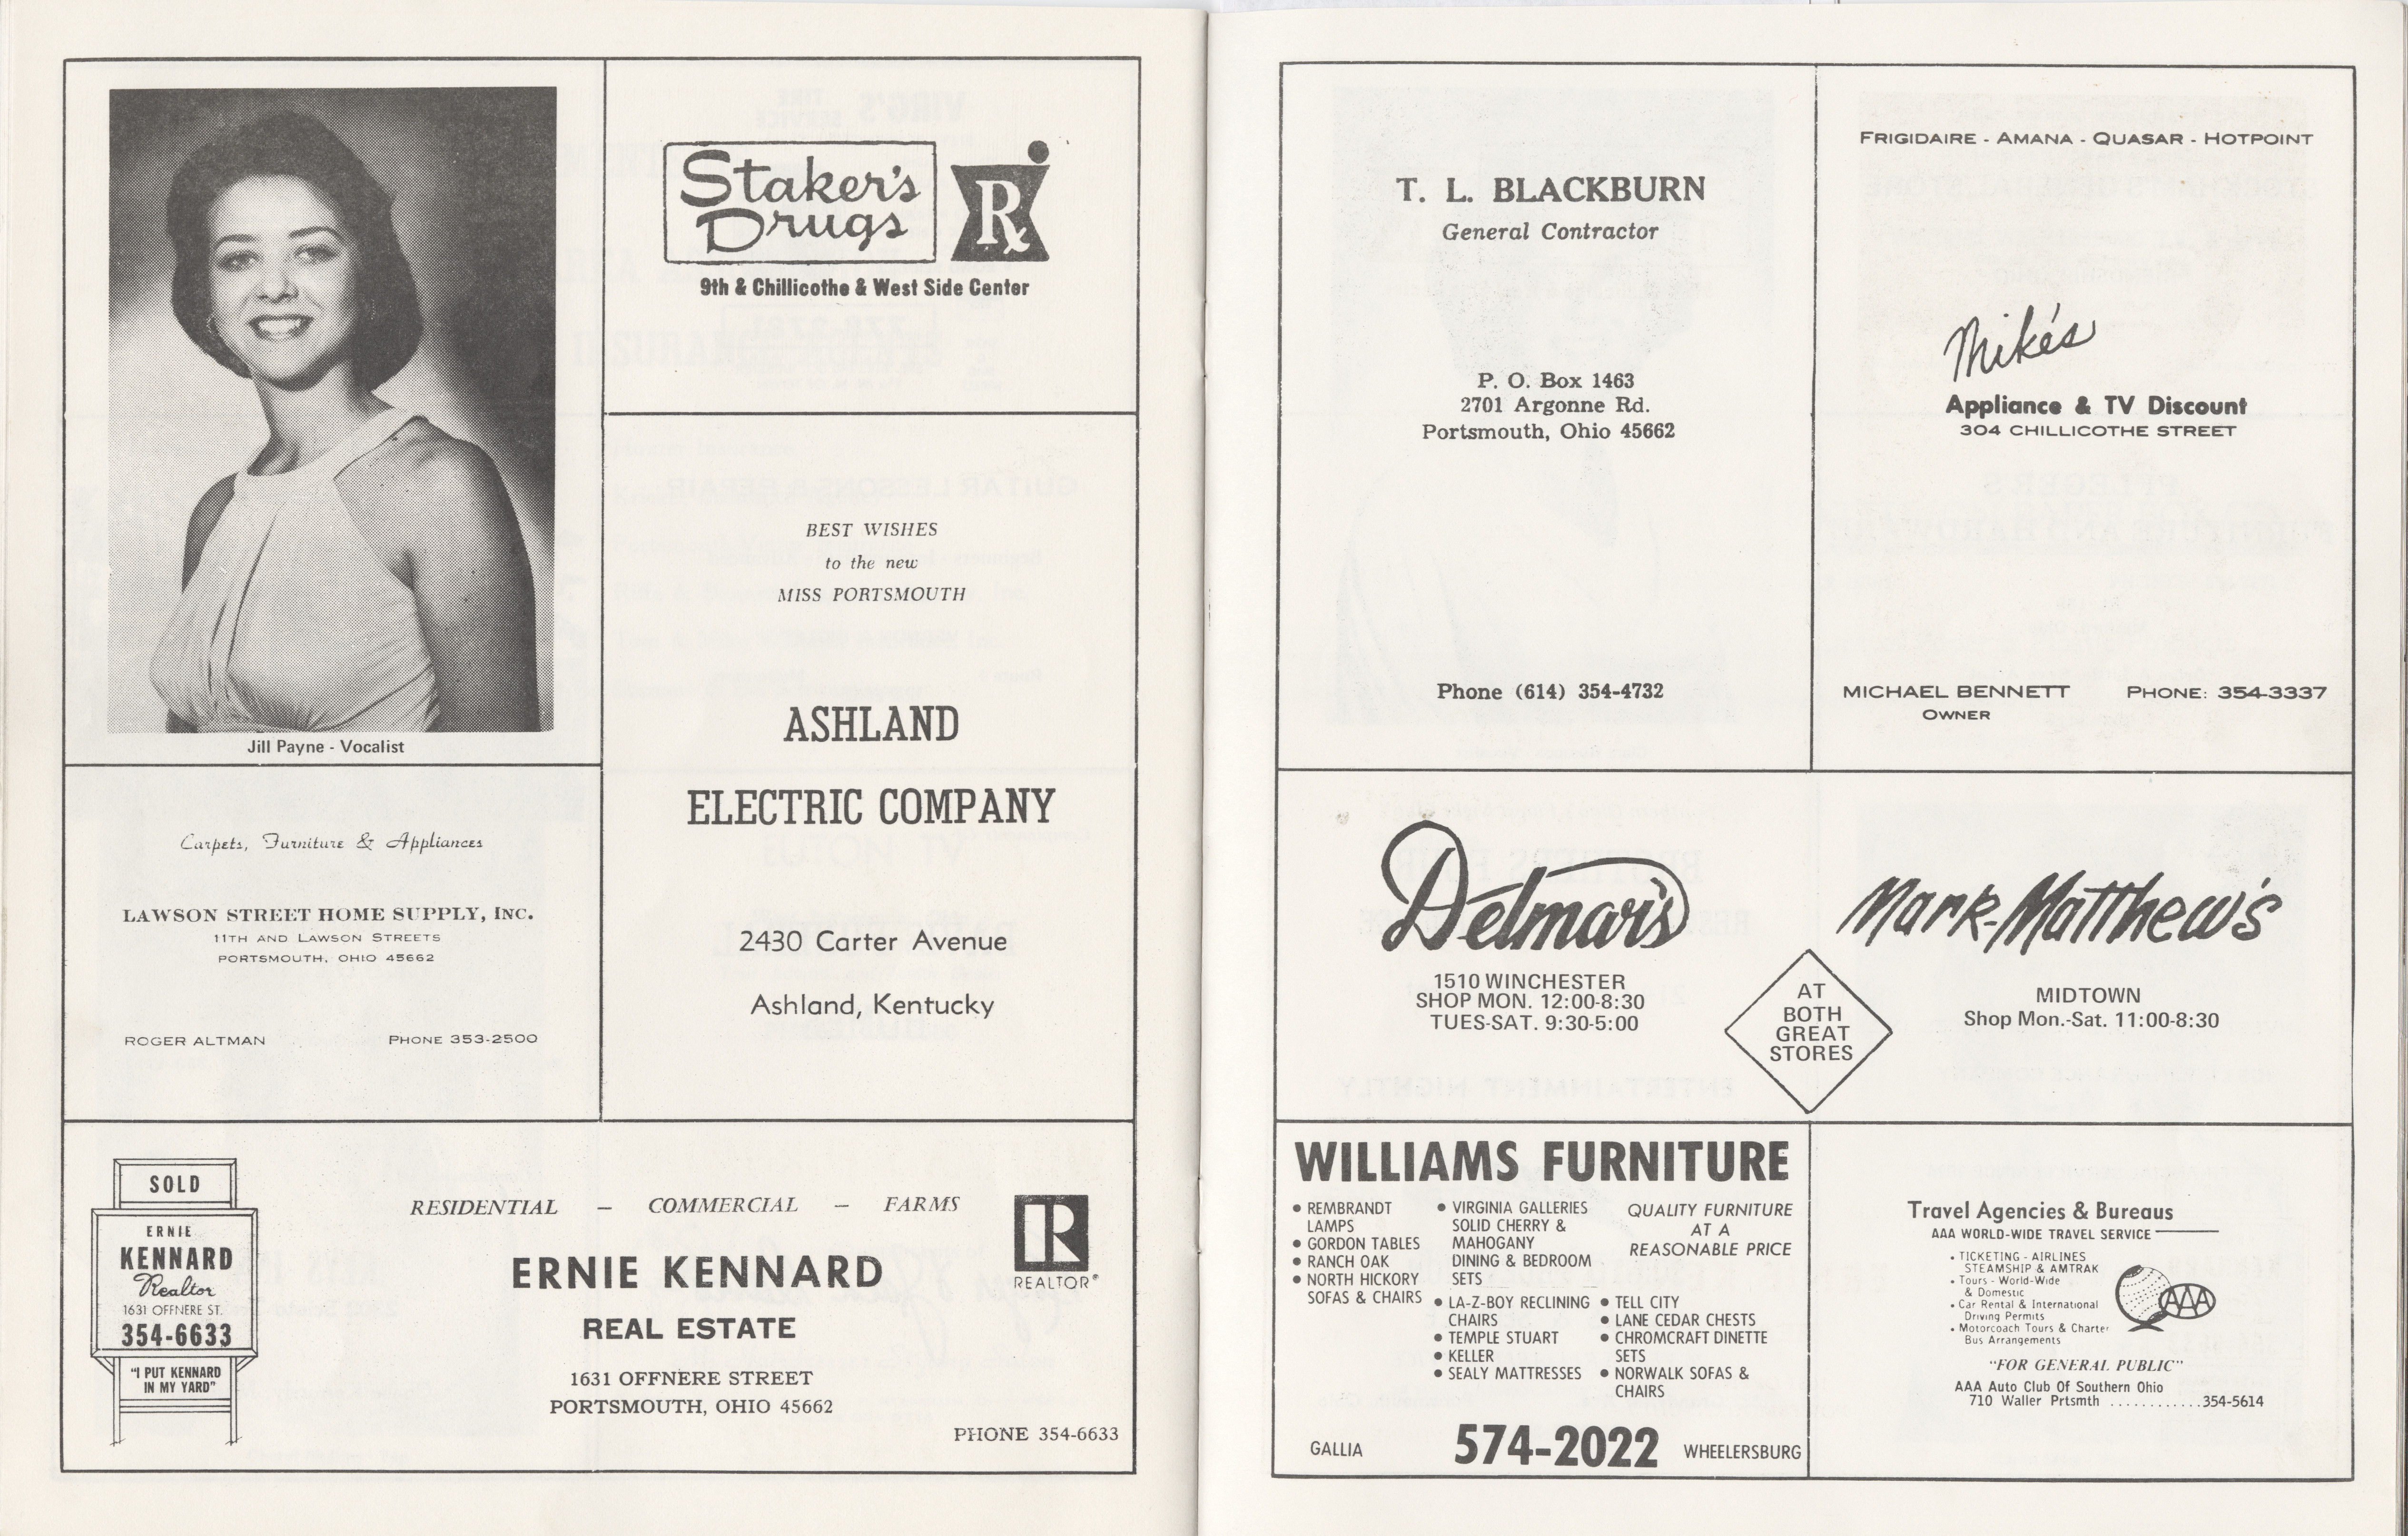 Jill Payne - Vocalist
Staker's
Drugs
Rx
9th & Chillicothe & West Side Center
BEST WISHES
to the new
MISS PORTSMOUTH
ASHLAND
ELECTRIC COMPANY
2430 Carter Avenue
Ashland, Kentucky
Carpets, Furniture & Appliances
LAWSON STREET HOME SUPPLY, INC.
11TH AND LAWSON STREETS
PORTSMOUTH, OHIO 45662
ROGER ALTMAN PHONE 353-2500
SOLD
ERNIE
KENNARD
Realtor
1631 OFFNERE ST.
354-6633
"I PUT KENNARD
IN MY YARD"
RESIDENTIAL — COMMERCIAL — FARMS
ERNIE KENNARD
REAL ESTATE
1631 OFFNERE STREET
PORTSMOUTH, OHIO 45662
PHONE 354-6633
R
REALTOR®
T. L. BLACKBURN
General Contractor
P. O. Box 1463
2701 Argonne Rd.
Portsmouth, Ohio 45662
Phone (614) 354-4732
FRIGIDAIRE - AMANA - QUASAR - HOTPOINT
Mike's
Appliance & TV Discount
304 CHILLICOTHE STREET
MICHAEL BENNETT PHONE: 354-3337
OWNER
Delmar's
1510 WINCHESTER
SHOP MON. 12:00-8:30
TUES-SAT. 9:30-5:00
AT
BOTH
GREAT
STORES
Mark-Matthew's
MIDTOWN
Shop Mon.-Sat. 11:00-8:30
WILLIAMS FURNITURE
• REMBRANDT
LAMPS
• GORDON TABLES
• RANCH OAK
• NORTH HICKORY
SOFAS & CHAIRS
• VIRGINIA GALLERIES
SOLID CHERRY &
MAHOGANY
DINING & BEDROOM
SETS
• LA-Z-BOY RECLINING
CHAIRS
• TEMPLE STUART
• KELLER
• SEALY MATTRESSES
QUALITY FURNITURE
AT A
REASONABLE PRICE
• TELL CITY
• LANE CEDAR CHESTS
• CHROMCRAFT DINETTE
SETS
• NORWALK SOFAS &
CHAIRS
GALLIA 574-2022 WHEELERSBURG
Travel Agencies & Bureaus
AAA WORLD-WIDE TRAVEL SERVICE
• TICKETING - AIRLINES
STEAMSHIP & AMTRAK
• Tours - World-Wide
& Domestic
• Car Rental & International
Driving Permits
• Motorcoach Tours & Charter
Bus Arrangements
AAA
"FOR GENERAL PUBLIC"
AAA Auto Club Of Southern Ohio
710 Waller Prtsmth ............354-5614